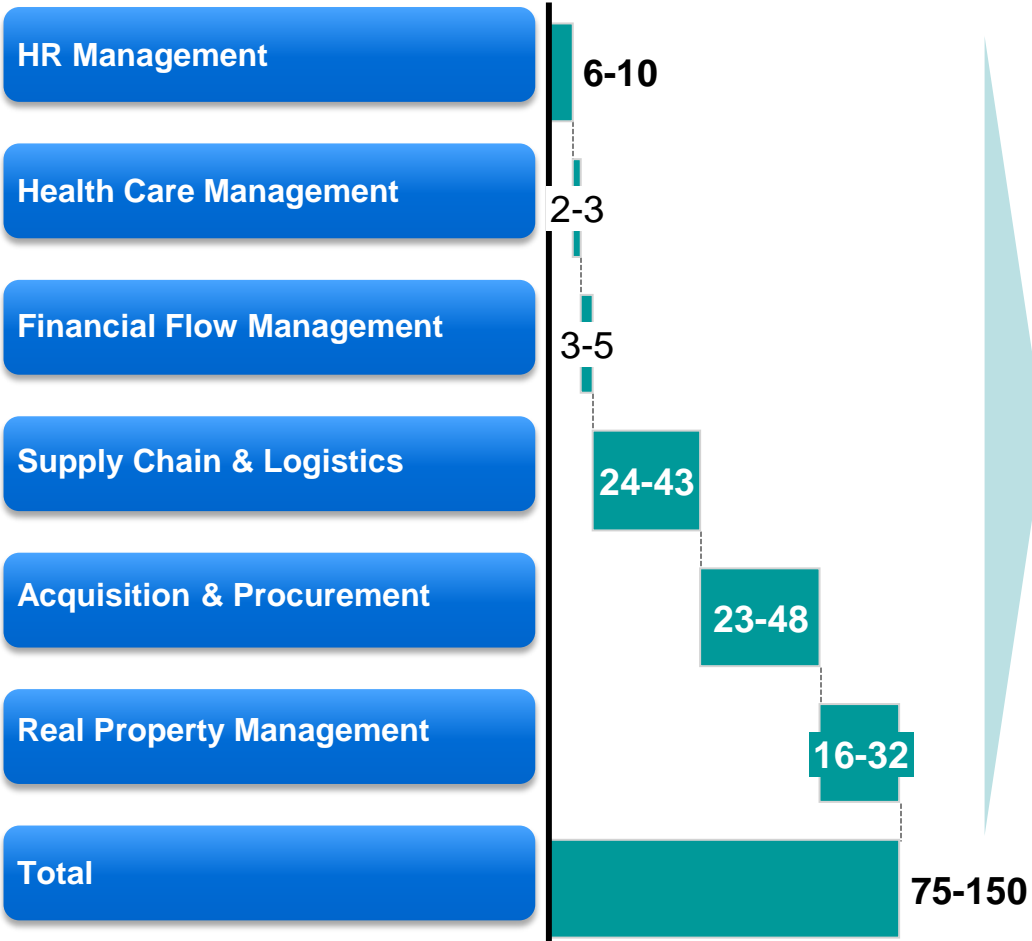 HR Management
6-10
Health Care Management
2-3
Financial Flow Management
3-5
Supply Chain & Logistics
24-43
Acquisition & Procurement
23-48
Real Property Management
16-32
Total
75-150